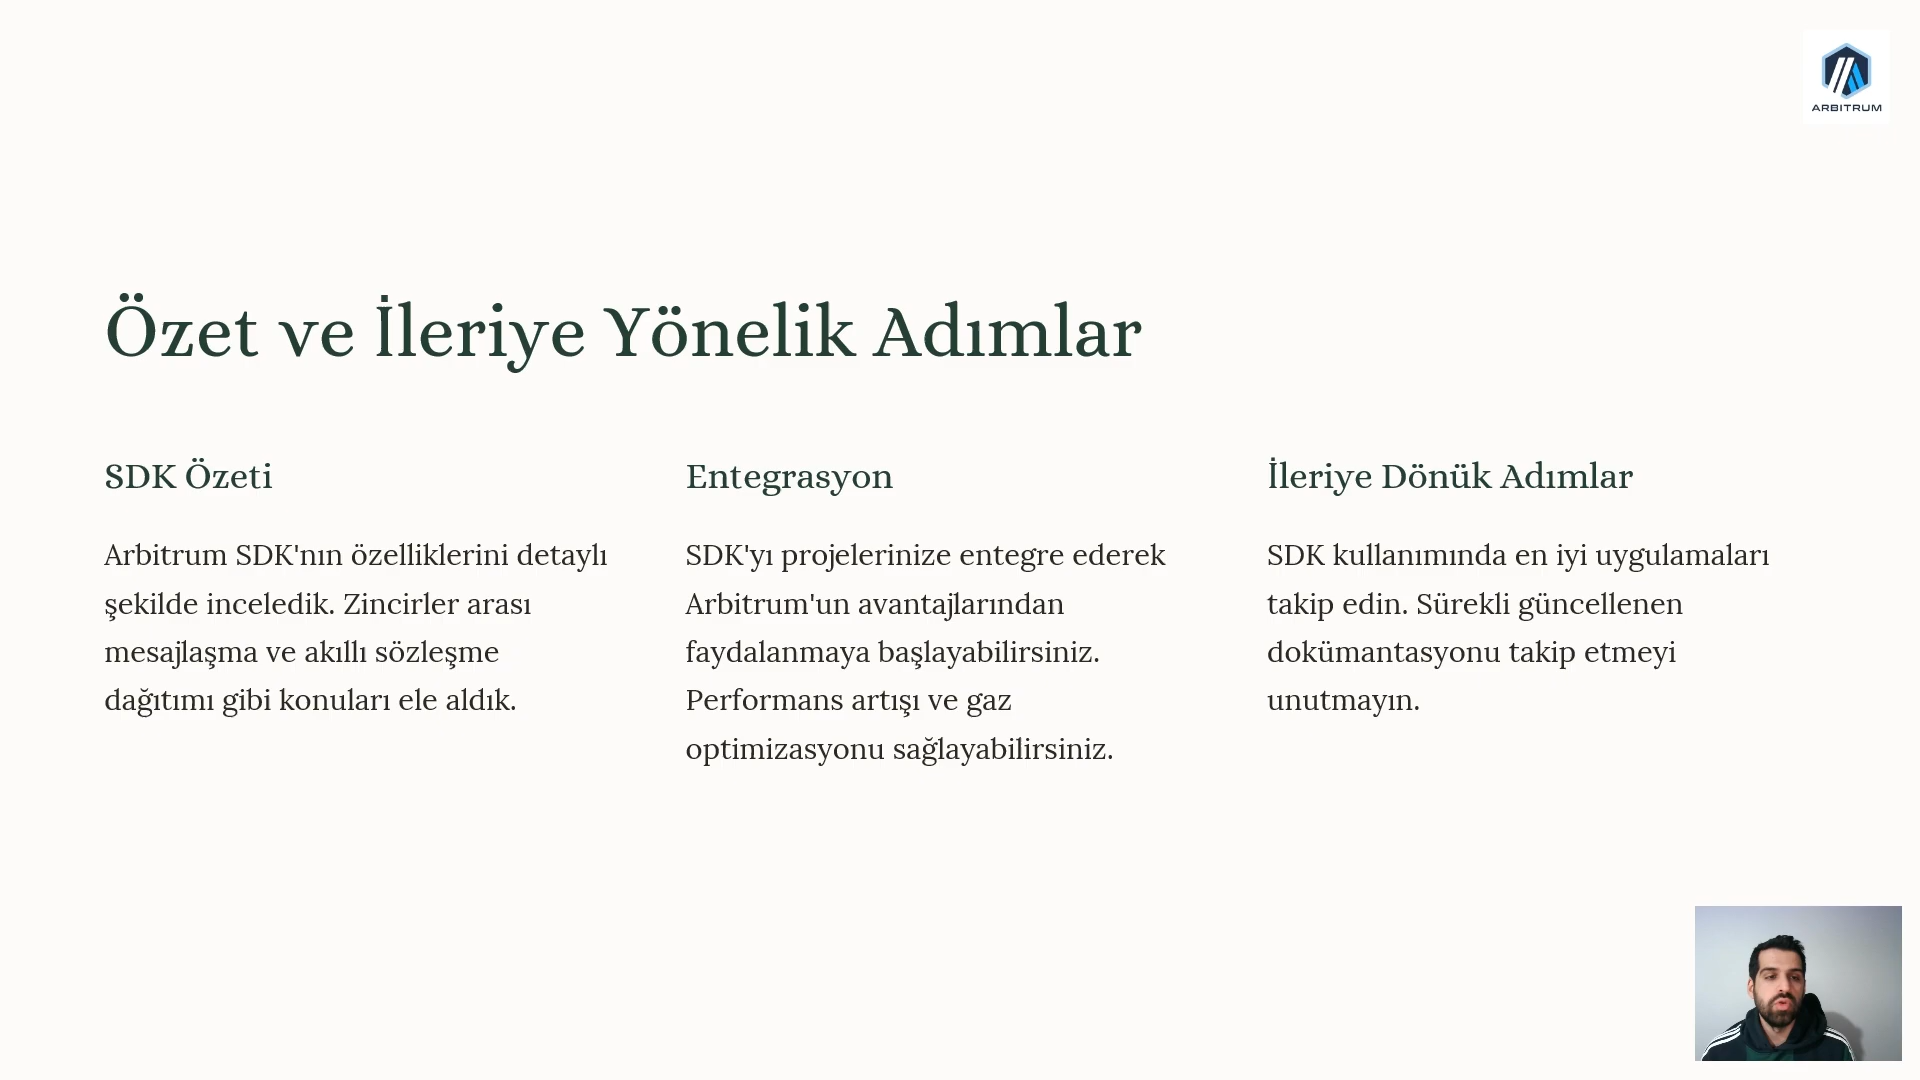 ARBITRUM
Özet ve İleriye Yönelik Adımlar
SDK Özeti
Arbitrum SDK'nın özelliklerini detaylı
şekilde inceledik. Zincirler arası
mesajlaşma ve akıllı sözleşme
dağıtımı gibi konuları ele aldık.
Entegrasyon
SDK'yı projelerinize entegre ederek
Arbitrum'un avantajlarından
faydalanmaya başlayabilirsiniz.
Performans artışı ve gaz
optimizasyonu sağlayabilirsiniz.
İleriye Dönük Adımlar
SDK kullanımında en iyi uygulamaları
takip edin. Sürekli güncellenen
dokümantasyonu takip etmeyi
unutmayın.